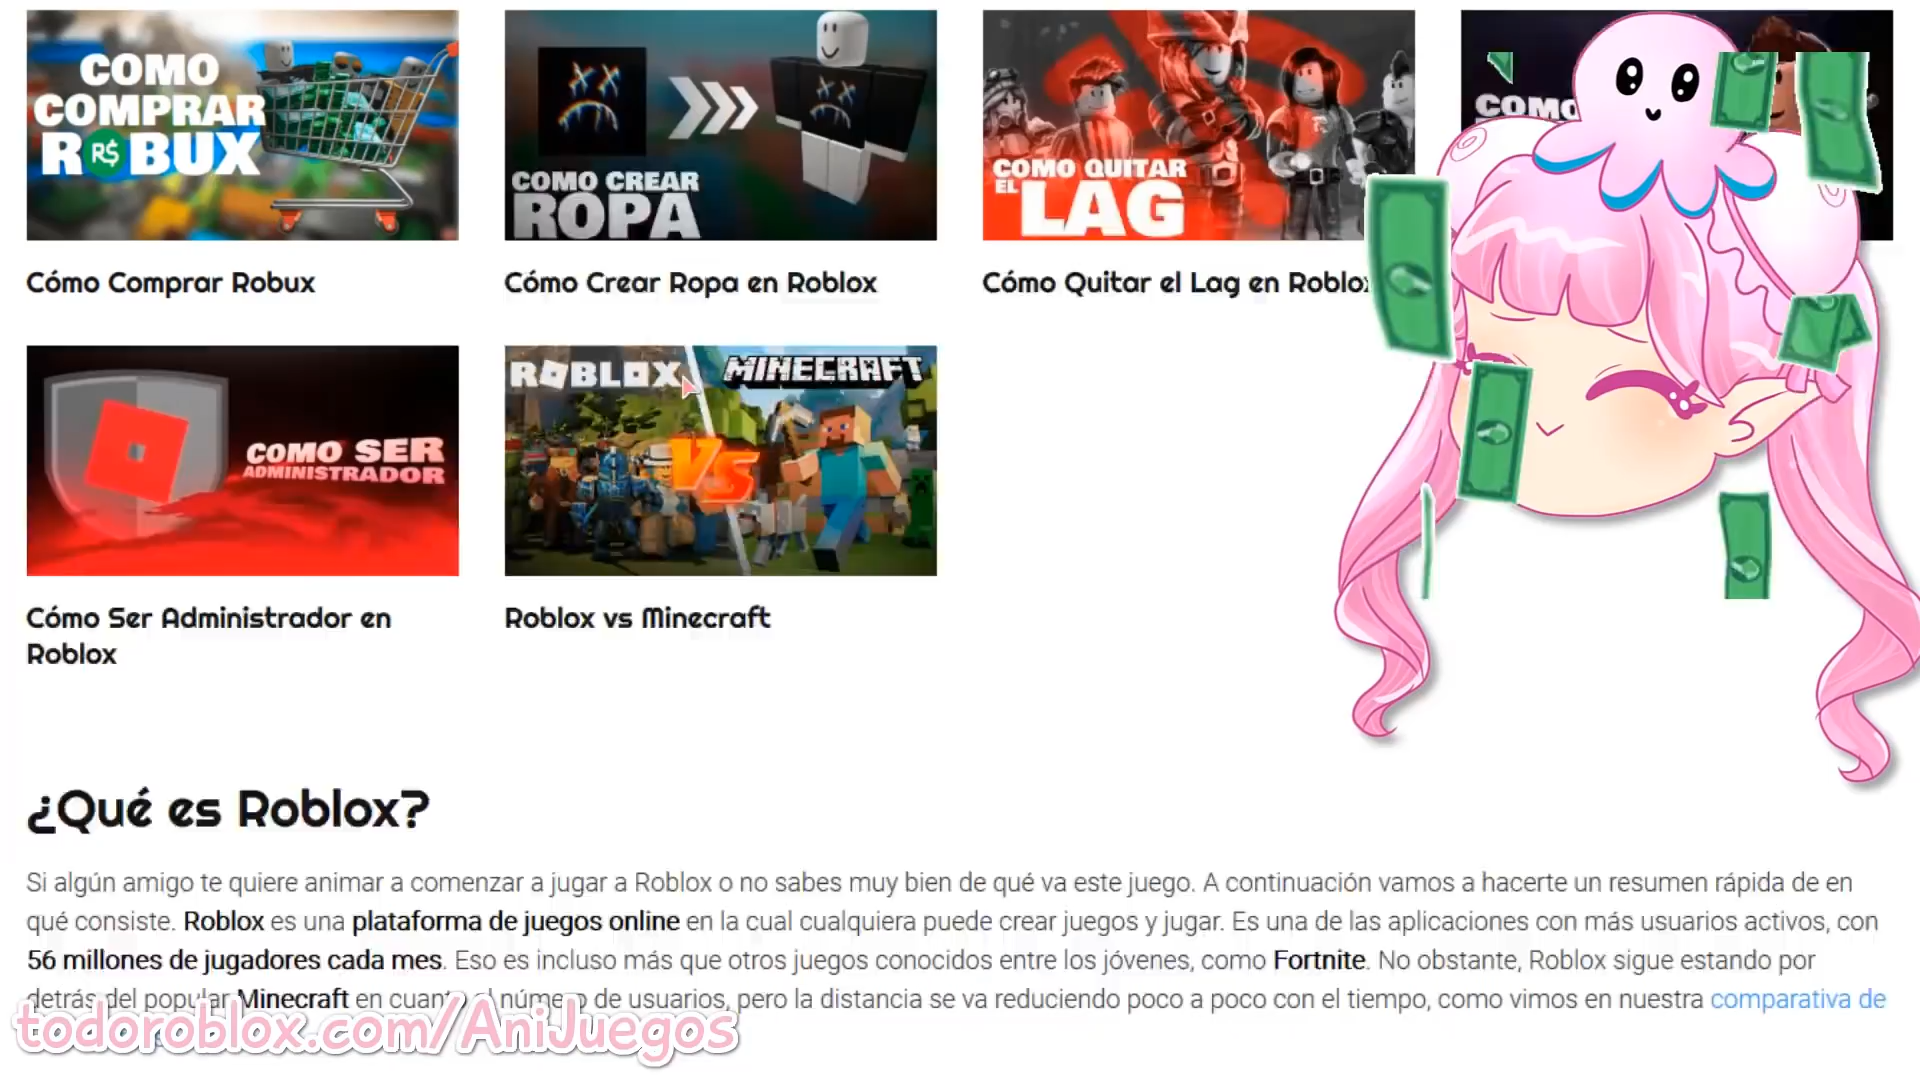 COMO
COMPRAR
R R$ BUX
COMO CREAR
ROPA
COMO QUITAR
EL
LAG
COMO
Cómo Comprar Robux
Cómo Crear Ropa en Roblox
Cómo Quitar el Lag en Roblox
COMO SER
ADMINISTRADOR
ROBLOX
MINECRAFT
VS
Cómo Ser Administrador en
Roblox
Roblox vs Minecraft
¿Qué es Roblox?
Si algún amigo te quiere animar a comenzar a jugar a Roblox o no sabes muy bien de qué va este juego. A continuación vamos a hacerte un resumen rápida de en
qué consiste. Roblox es una plataforma de juegos online en la cual cualquiera puede crear juegos y jugar. Es una de las aplicaciones con más usuarios activos, con
56 millones de jugadores cada mes. Eso es incluso más que otros juegos conocidos entre los jóvenes, como Fortnite. No obstante, Roblox sigue estando por
detrás del popular Minecraft en cuanto al número de usuarios, pero la distancia se va reduciendo poco a poco con el tiempo, como vimos en nuestra comparativa de
todoroblox.com/AniJuegos